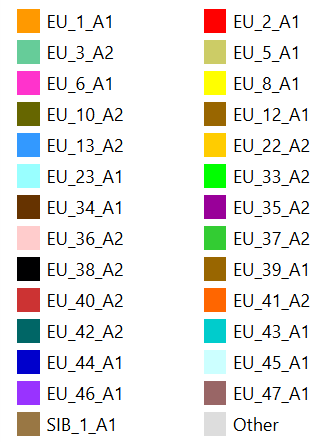 EU_1_A1 EU_2_A1
EU_3_A2 EU_5_A1
EU_6_A1 EU_8_A1
EU_10_A2 EU_12_A1
EU_13_A2 EU_22_A2
EU_23_A1 EU_33_A2
EU_34_A1 EU_35_A2
EU_36_A2 EU_37_A2
EU_38_A2 EU_39_A1
EU_40_A2 EU_41_A2
EU_42_A2 EU_43_A1
EU_44_A1 EU_45_A1
EU_46_A1 EU_47_A1
SIB_1_A1 Other